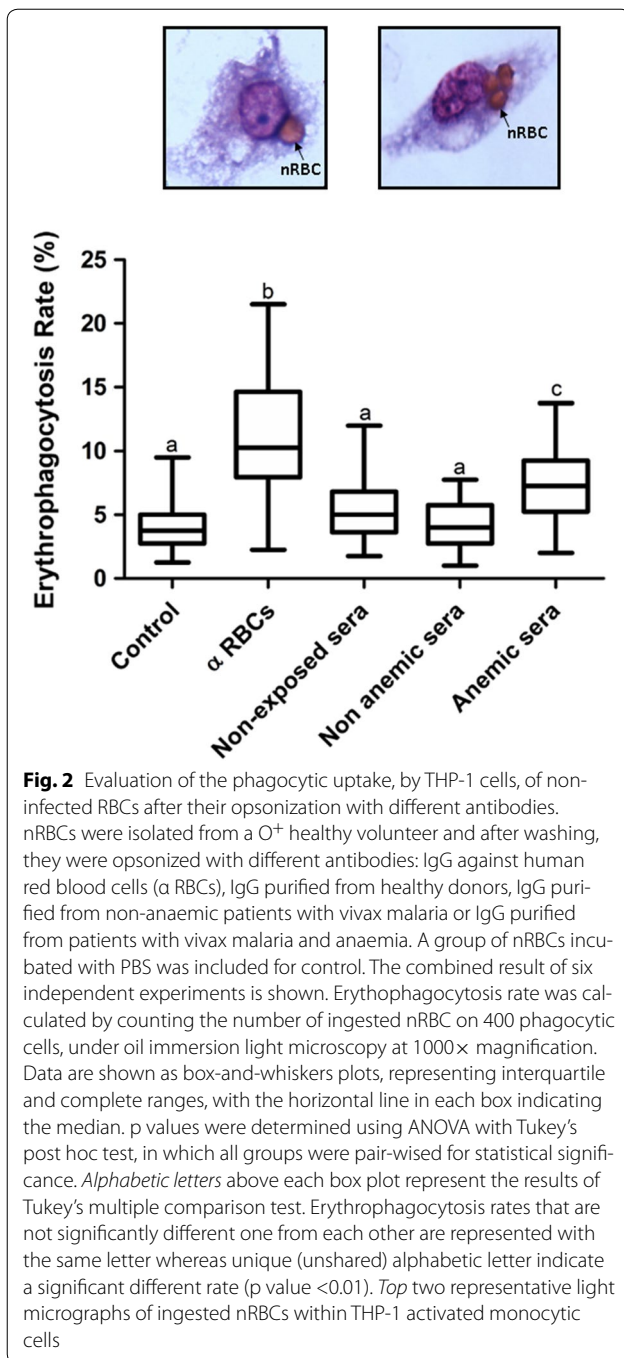 nRBC
nRBC
Erythrophagocytosis Rate (%)
25
20
15
10
5
0
a
b
a
a
c
Control
α RBCs
Non-exposed sera
Non anemic sera
Anemic sera
Fig. 2 Evaluation of the phagocytic uptake, by THP-1 cells, of non-
infected RBCs after their opsonization with different antibodies.
nRBCs were isolated from a O+ healthy volunteer and after washing,
they were opsonized with different antibodies: IgG against human
red blood cells (α RBCs), IgG purified from healthy donors, IgG puri-
fied from non-anaemic patients with vivax malaria or IgG purified
from patients with vivax malaria and anaemia. A group of nRBCs incu-
bated with PBS was included for control. The combined result of six
independent experiments is shown. Erythophagocytosis rate was cal-
culated by counting the number of ingested nRBC on 400 phagocytic
cells, under oil immersion light microscopy at 1000× magnification.
Data are shown as box-and-whiskers plots, representing interquartile
and complete ranges, with the horizontal line in each box indicating
the median. p values were determined using ANOVA with Tukey's
post hoc test, in which all groups were pair-wised for statistical signifi-
cance. Alphabetic letters above each box plot represent the results of
Tukey's multiple comparison test. Erythrophagocytosis rates that are
not significantly different one from each other are represented with
the same letter whereas unique (unshared) alphabetic letter indicate
a significant different rate (p value <0.01). Top two representative light
micrographs of ingested nRBCs within THP-1 activated monocytic
cells